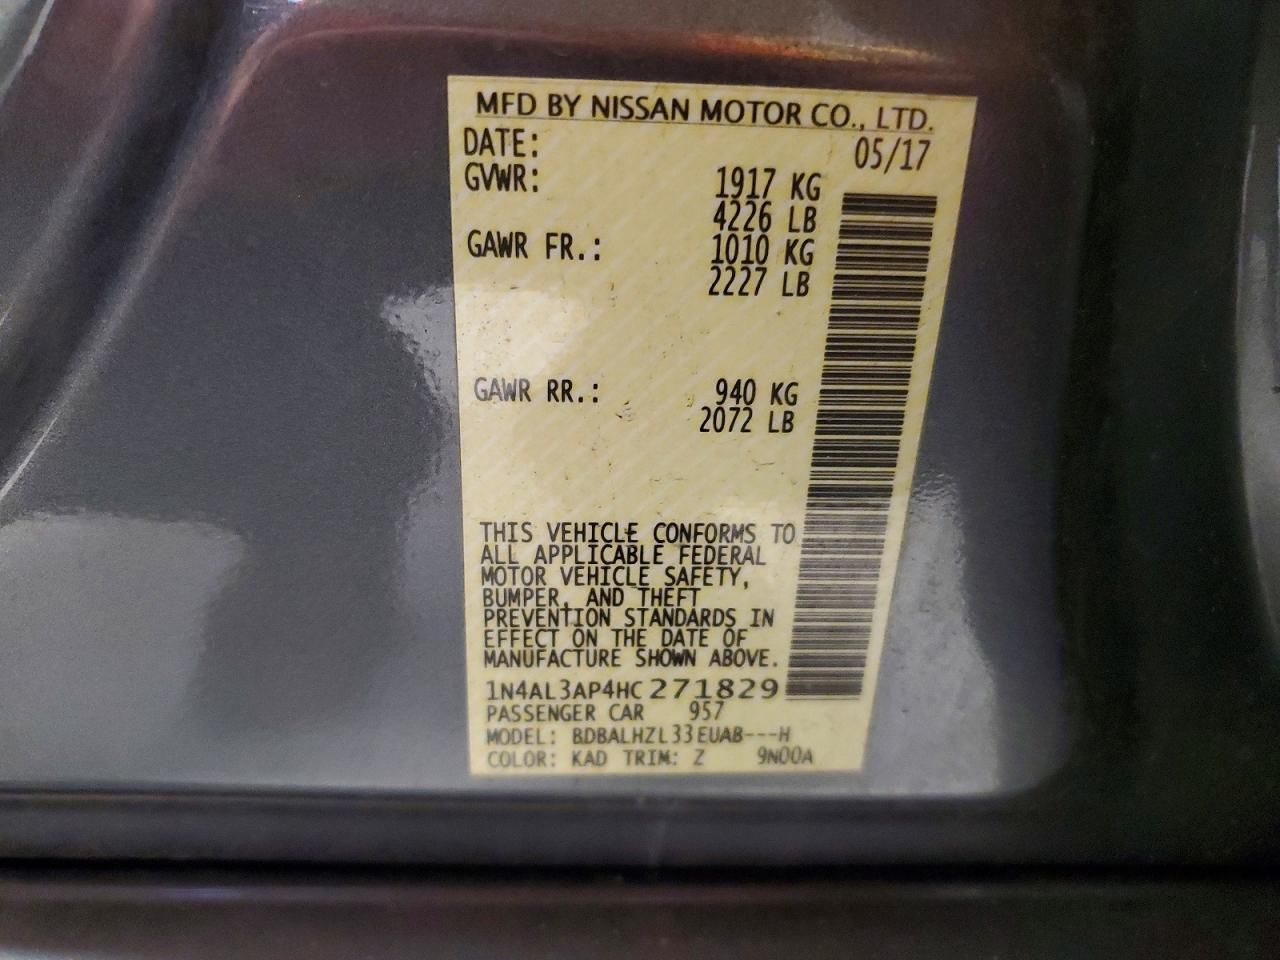 MFD BY NISSAN MOTOR CO., LTD.
DATE: 05/17
GVWR: 1917 KG
4226 LB
GAWR FR.: 1010 KG
2227 LB
GAWR RR.: 940 KG
2072 LB
THIS VEHICLE CONFORMS TO
ALL APPLICABLE FEDERAL
MOTOR VEHICLE SAFETY,
BUMPER, AND THEFT
PREVENTION STANDARDS IN
EFFECT ON THE DATE OF
MANUFACTURE SHOWN ABOVE.
1N4AL3AP4HC271829
PASSENGER CAR 957
MODEL: BDBALHZL33EUAB---H
COLOR: KAD TRIM: Z 9N00A